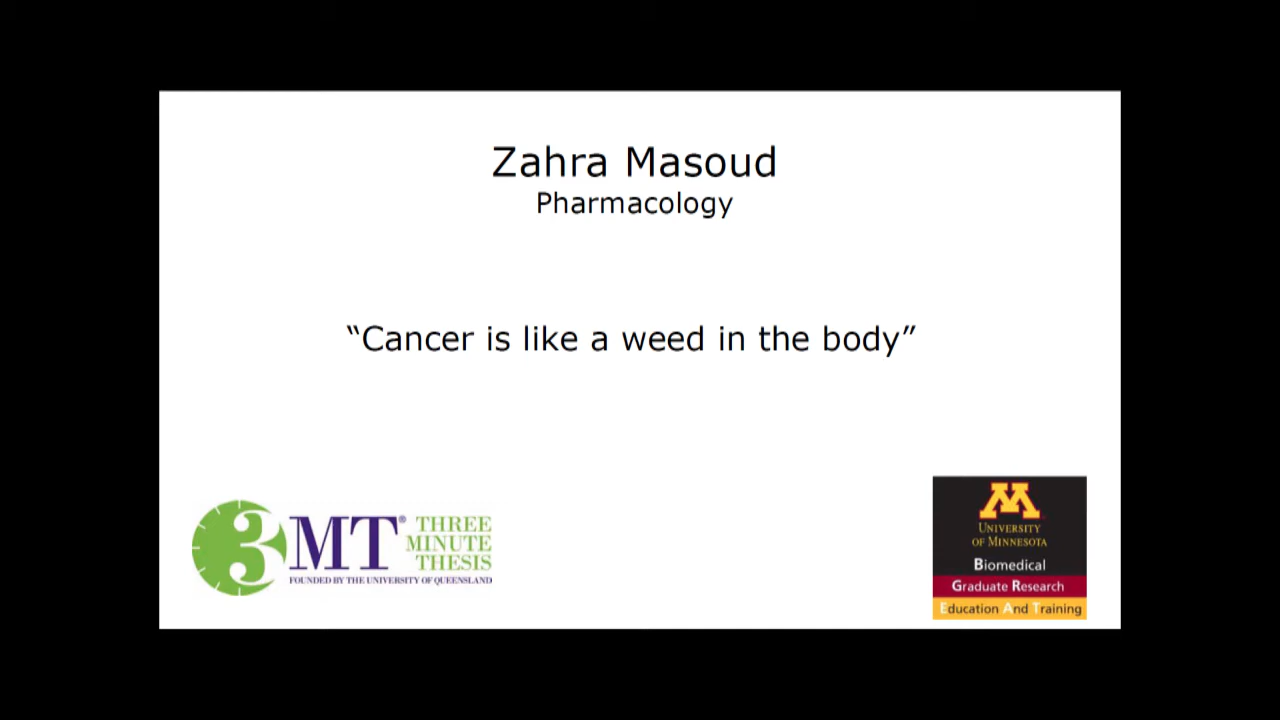 Zahra Masoud
Pharmacology
“Cancer is like a weed in the body”
3MT® THREE
MINUTE
THESIS
FOUNDED BY THE UNIVERSITY OF QUEENSLAND
M
UNIVERSITY
OF MINNESOTA
Biomedical
Graduate Research
Education And Training